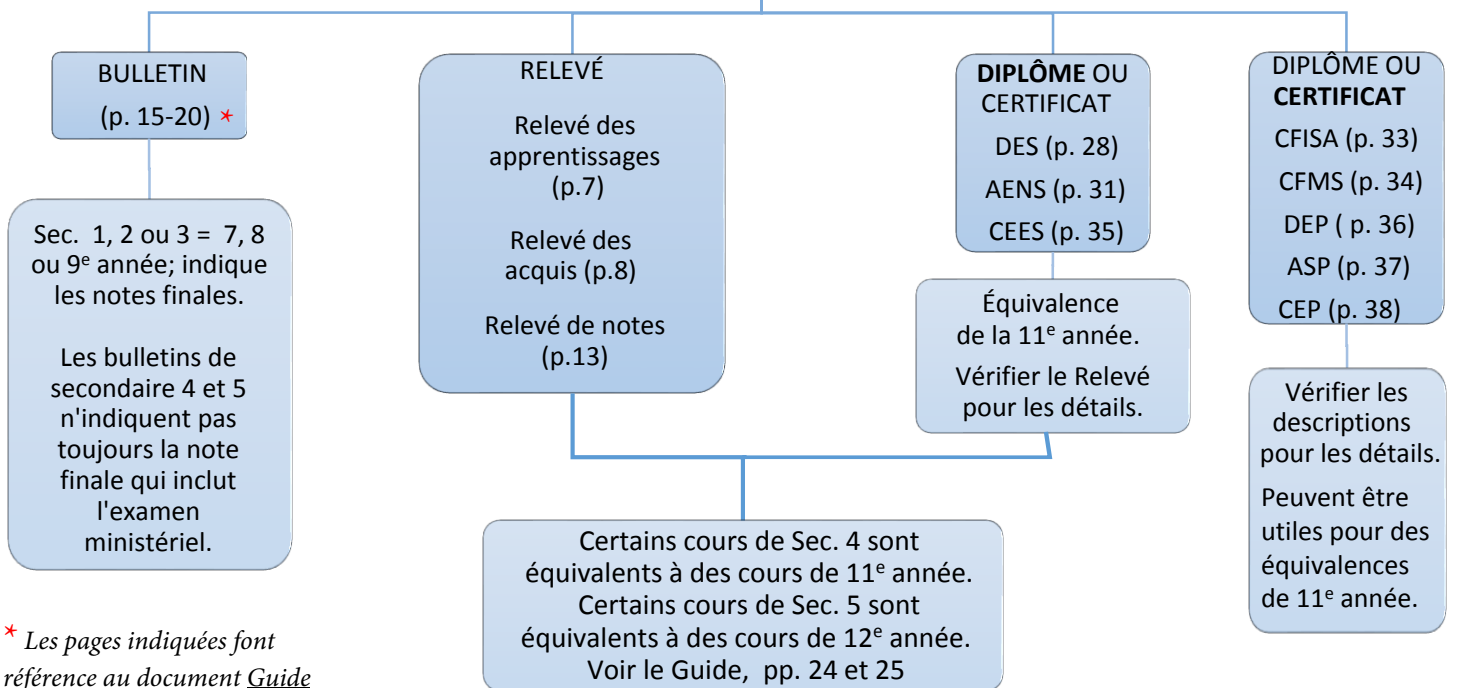 BULLETIN
(p. 15-20) *
Sec. 1, 2 ou 3 = 7, 8
ou 9e année; indique
les notes finales.
Les bulletins de
secondaire 4 et 5
n'indiquent pas
toujours la note
finale qui inclut
l'examen
ministériel.
RELEVÉ
Relevé des
apprentissages
(p.7)
Relevé des
acquis (p.8)
Relevé de notes
(p.13)
DIPLÔME OU
CERTIFICAT
DES (p. 28)
AENS (p. 31)
CEES (p. 35)
Équivalence
de la 11e année.
Vérifier le Relevé
pour les détails.
DIPLÔME OU
CERTIFICAT
CFISA (p. 33)
CFMS (p. 34)
DEP ( p. 36)
ASP (p. 37)
CEP (p. 38)
Vérifier les
descriptions
pour les détails.
Peuvent être
utiles pour des
équivalences
de 11e année.
Certains cours de Sec. 4 sont
équivalents à des cours de 11e année.
Certains cours de Sec. 5 sont
équivalents à des cours de 12e année.
Voir le Guide, pp. 24 et 25
* Les pages indiquées font
référence au document Guide